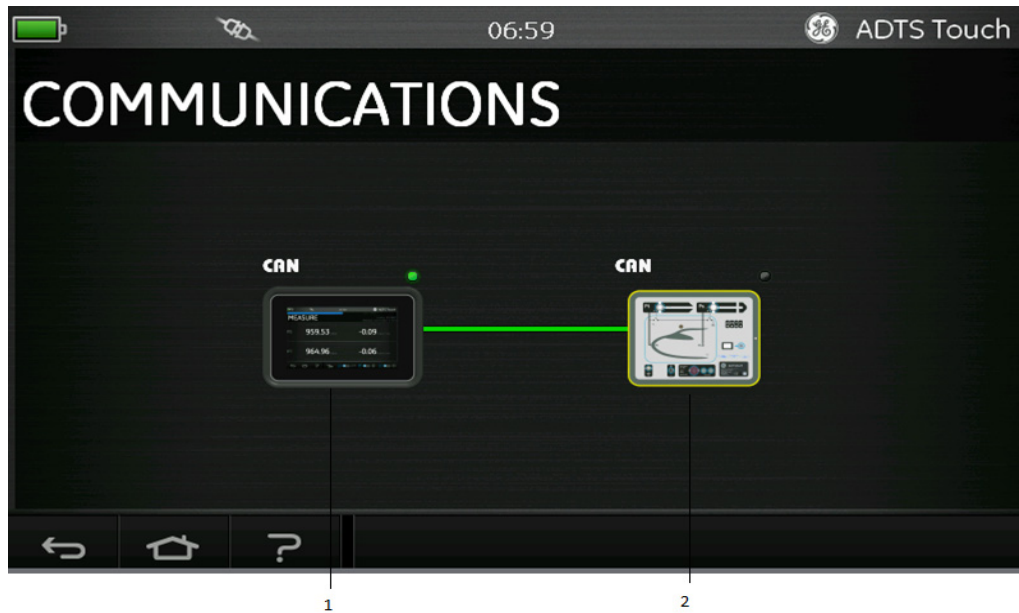 06:59
ADTS Touch
COMMUNICATIONS
CAN
CAN
MEASURE
959.53
-0.09
964.96
-0.06
1
2